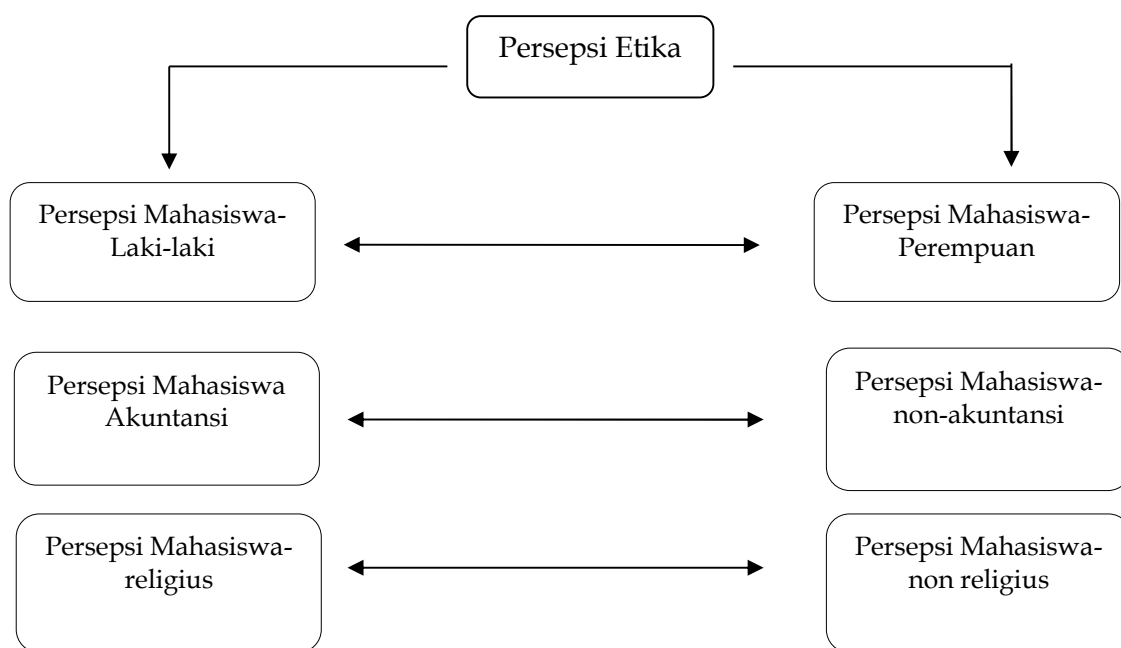 Persepsi Etika
Persepsi Mahasiswa-
Laki-laki
Persepsi Mahasiswa-
Perempuan
Persepsi Mahasiswa
Akuntansi
Persepsi Mahasiswa-
non-akuntansi
Persepsi Mahasiswa-
religius
Persepsi Mahasiswa-
non religius